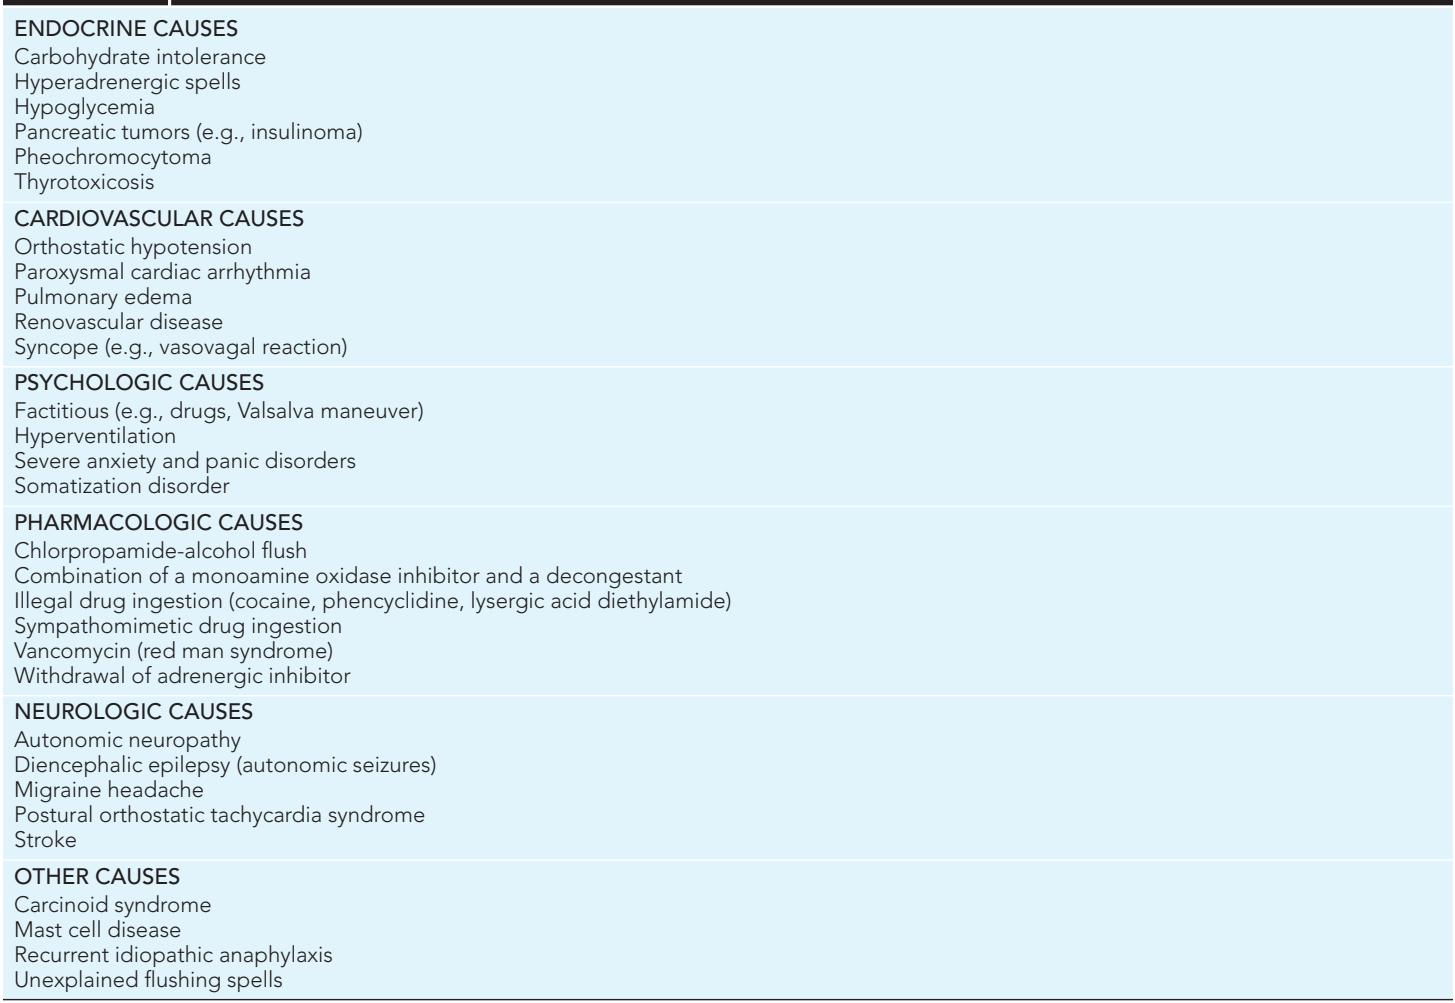 ENDOCRINE CAUSES
Carbohydrate intolerance
Hyperadrenergic spells
Hypoglycemia
Pancreatic tumors (e.g., insulinoma)
Pheochromocytoma
Thyrotoxicosis
CARDIOVASCULAR CAUSES
Orthostatic hypotension
Paroxysmal cardiac arrhythmia
Pulmonary edema
Renovascular disease
Syncope (e.g., vasovagal reaction)
PSYCHOLOGIC CAUSES
Factitious (e.g., drugs, Valsalva maneuver)
Hyperventilation
Severe anxiety and panic disorders
Somatization disorder
PHARMACOLOGIC CAUSES
Chlorpropamide-alcohol flush
Combination of a monoamine oxidase inhibitor and a decongestant
Illegal drug ingestion (cocaine, phencyclidine, lysergic acid diethylamide)
Sympathomimetic drug ingestion
Vancomycin (red man syndrome)
Withdrawal of adrenergic inhibitor
NEUROLOGIC CAUSES
Autonomic neuropathy
Diencephalic epilepsy (autonomic seizures)
Migraine headache
Postural orthostatic tachycardia syndrome
Stroke
OTHER CAUSES
Carcinoid syndrome
Mast cell disease
Recurrent idiopathic anaphylaxis
Unexplained flushing spells